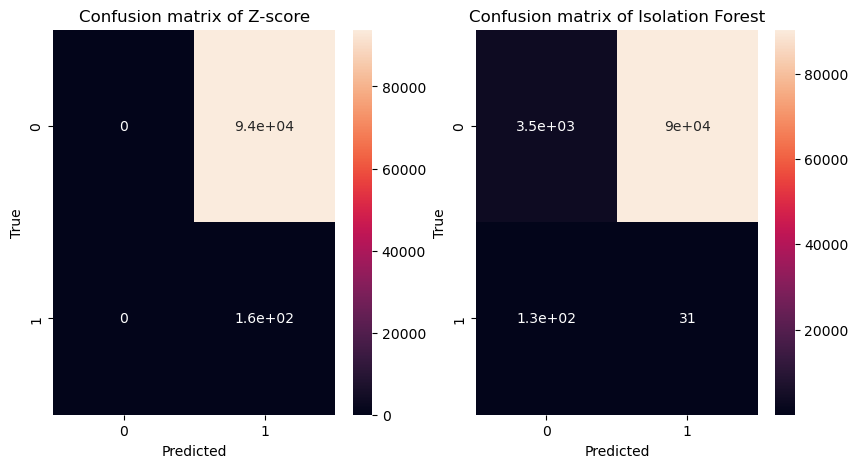 Confusion matrix of Z-score
0
9.4e+04
0
1.6e+02
0
1
True
0
1
Predicted
80000
60000
40000
20000
0
Confusion matrix of Isolation Forest
3.5e+03
9e+04
1.3e+02
31
0
1
True
0
1
Predicted
80000
60000
40000
20000